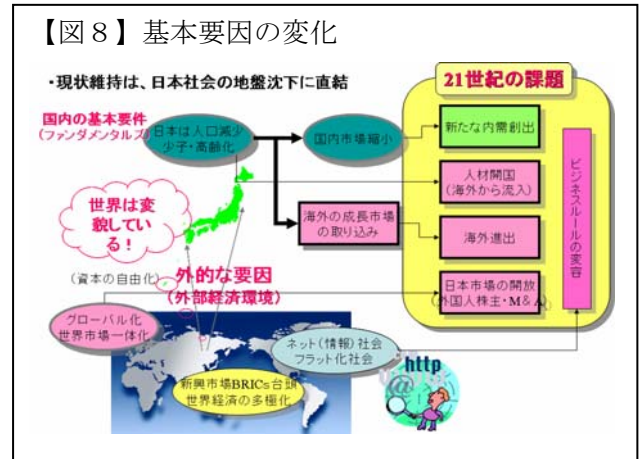 【図８】基本要因の変化
・現状維持は、日本社会の地盤沈下に直結
21世紀の課題
国内の基本要件
(ファンダメンタルズ)
日本は人口減少
少子・高齢化
国内市場縮小
新たな内需創出
人材開国
(海外から流入)
世界は変
貌してい
る！
海外の成長市場
の取り込み
海外進出
ビジネスルールの変容
(資本の自由化)
外的な要因
(外部経済環境)
日本市場の開放
(外国人株主・M＆A)
グローバル化
世界市場一体化
ネット(情報)社会
フラット化社会
http
@
新興市場BRICs台頭
世界経済の多極化